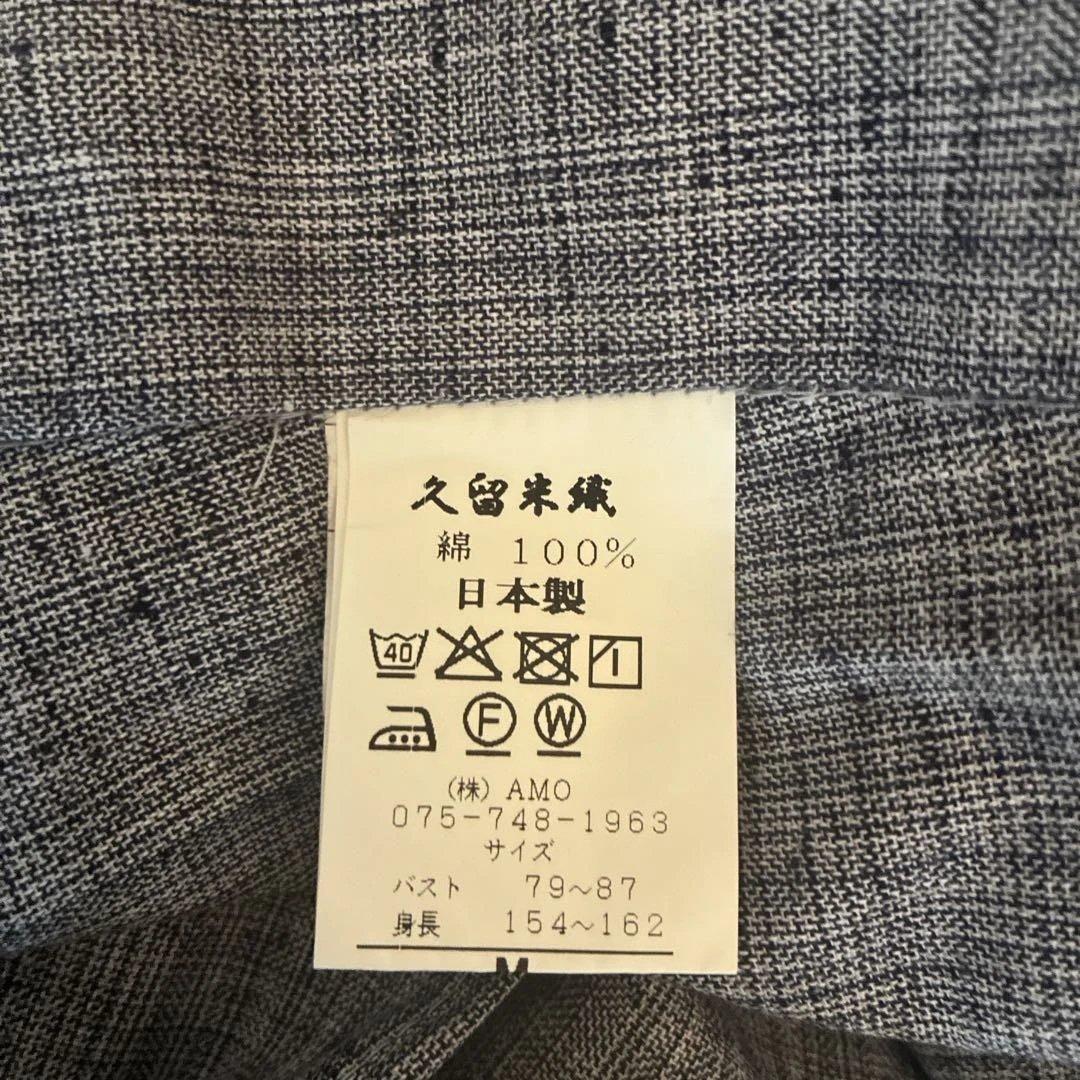 久留米織
綿 100%
日本製
40
F W
(株) AMO
075-748-1963
サイズ
バスト 79~87
身長 154~162
M